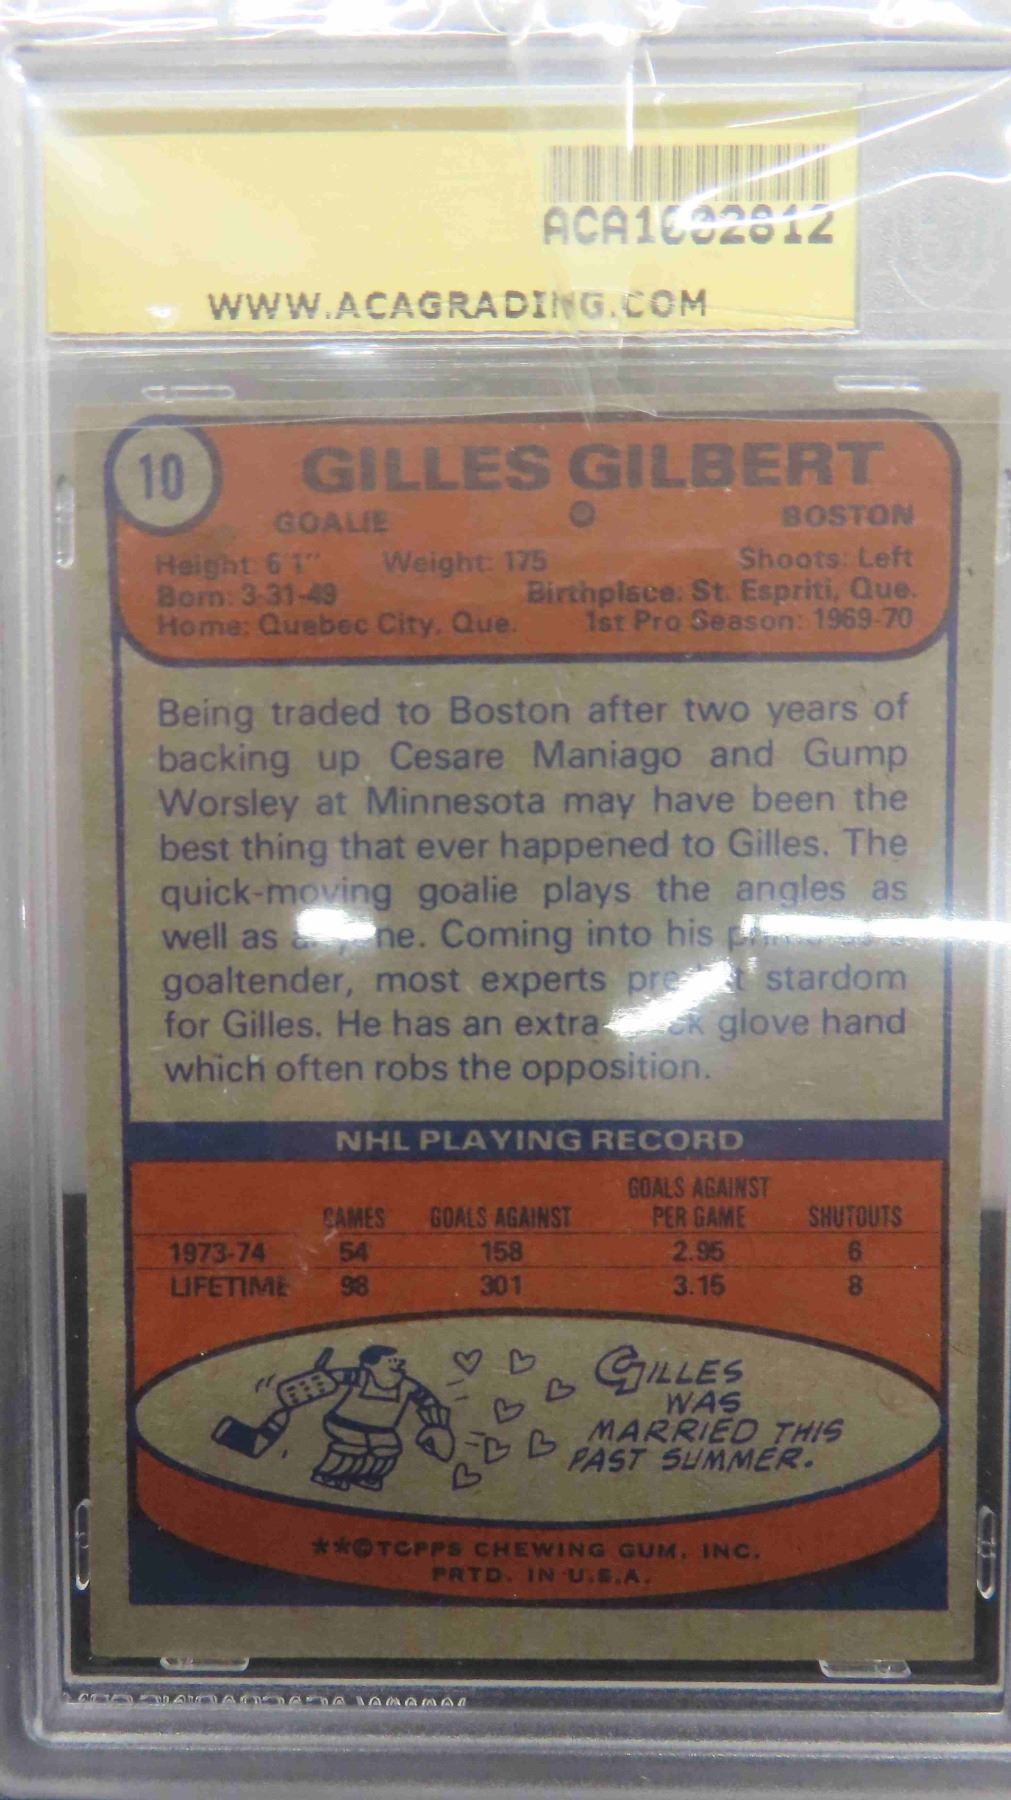 ACA1002812
WWW.ACAGRADING.COM
10
GILLES GILBERT
GOALIE BOSTON
Height: 6'1" Weight: 175 Shoots: Left
Born: 3-31-49 Birthplace: St. Espriti, Que.
Home: Quebec City, Que. 1st Pro Season: 1969-70
Being traded to Boston after two years of
backing up Cesare Maniago and Gump
Worsley at Minnesota may have been the
best thing that ever happened to Gilles. The
quick-moving goalie plays the angles as
well as Coming into his
goaltender, most experts stardom
for Gilles. He has an extra glove hand
which often robs the opposition.
NHL PLAYING RECORD
GAMES GOALS AGAINST GOALS AGAINST PER GAME SHUTOUTS
1973-74 54 158 2.95 6
LIFETIME 98 301 3.15 8
GILLES
WAS
MARRIED THIS
PAST SUMMER.
**©TOPPS CHEWING GUM, INC.
PRTD. IN U.S.A.